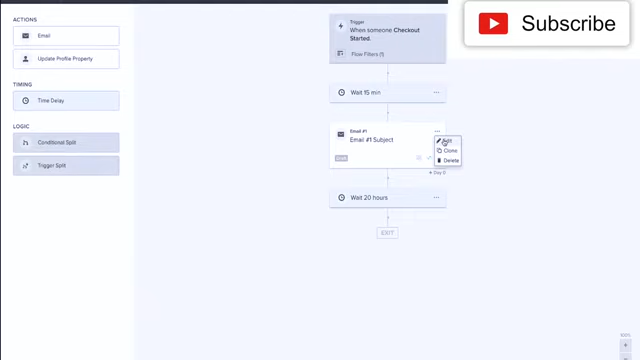 ACTIONS
Email
Update Profile Property
TIMING
Time Delay
LOGIC
Conditional Split
Trigger Split
Trigger
When someone Checkout
Started.
Flow Filters (1)
Wait 15 min
Email #1
Email #1 Subject
Edit
Clone
Delete
Day 0
Wait 20 hours
EXIT
100%
Subscribe